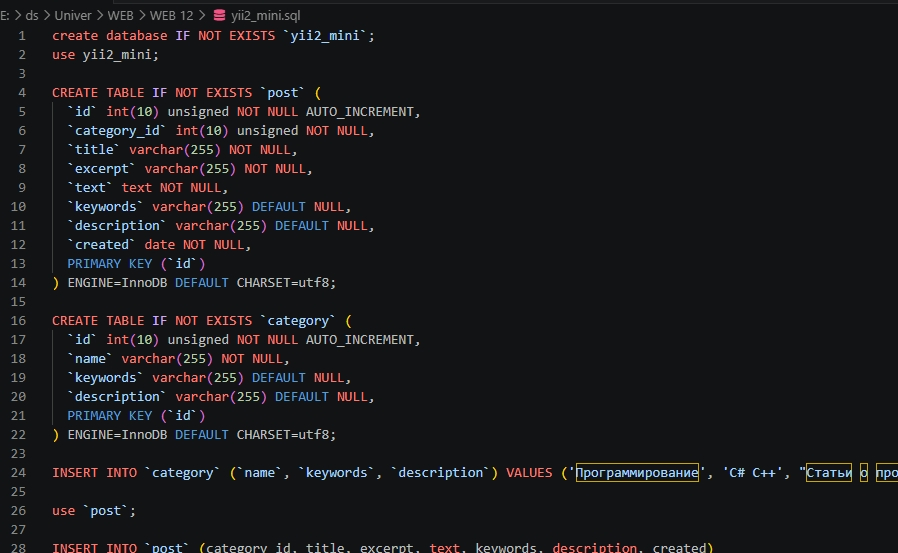 E: > ds > Univer > WEB > WEB 12 > yii2_mini.sql
1 create database IF NOT EXISTS `yii2_mini`;
2 use yii2_mini;
3
4 CREATE TABLE IF NOT EXISTS `post` (
5 `id` int(10) unsigned NOT NULL AUTO_INCREMENT,
6 `category_id` int(10) unsigned NOT NULL,
7 `title` varchar(255) NOT NULL,
8 `excerpt` varchar(255) NOT NULL,
9 `text` text NOT NULL,
10 `keywords` varchar(255) DEFAULT NULL,
11 `description` varchar(255) DEFAULT NULL,
12 `created` date NOT NULL,
13 PRIMARY KEY (`id`)
14 ) ENGINE=InnoDB DEFAULT CHARSET=utf8;
15
16 CREATE TABLE IF NOT EXISTS `category` (
17 `id` int(10) unsigned NOT NULL AUTO_INCREMENT,
18 `name` varchar(255) NOT NULL,
19 `keywords` varchar(255) DEFAULT NULL,
20 `description` varchar(255) DEFAULT NULL,
21 PRIMARY KEY (`id`)
22 ) ENGINE=InnoDB DEFAULT CHARSET=utf8;
23
24 INSERT INTO `category` (`name`, `keywords`, `description`) VALUES ('Программирование', 'C# C++', "Статьи о про
25
26 use `post`;
27
28 INSERT INTO `post` (category_id, title, excerpt, text, keywords, description, created)